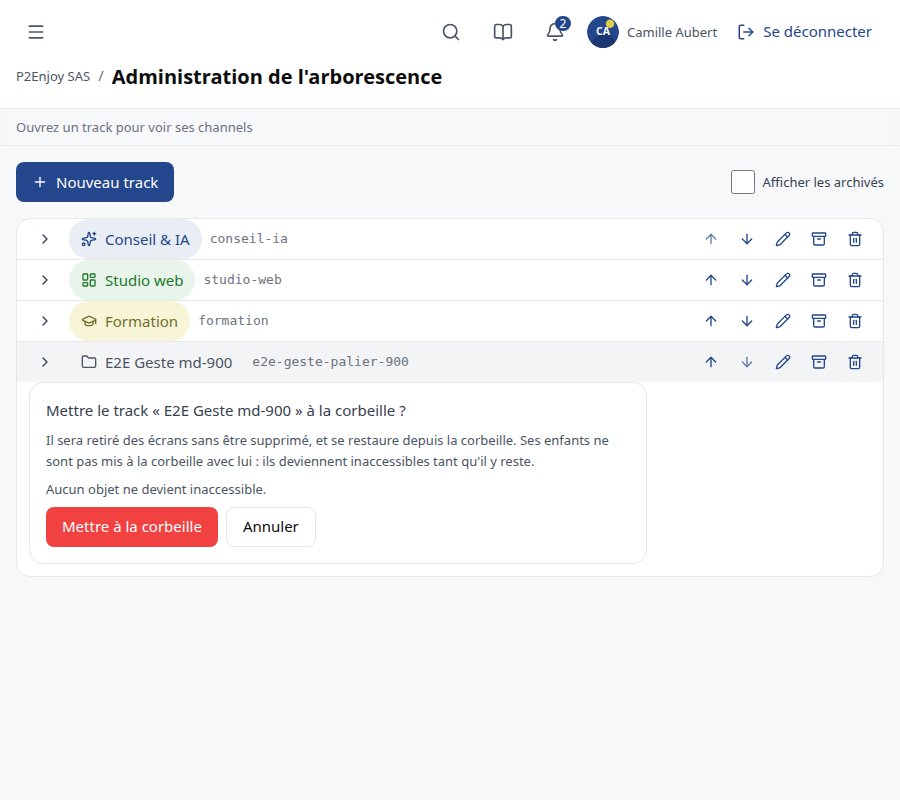 2
CA
Camille Aubert
Se déconnecter
P2Enjoy SAS / Administration de l'arborescence
Ouvrez un track pour voir ses channels
Nouveau track
Afficher les archivés
Conseil & IA conseil-ia
Studio web studio-web
Formation formation
E2E Geste md-900 e2e-geste-palier-900
Mettre le track « E2E Geste md-900 » à la corbeille ?
Il sera retiré des écrans sans être supprimé, et se restaure depuis la corbeille. Ses enfants ne
sont pas mis à la corbeille avec lui : ils deviennent inaccessibles tant qu'il y reste.
Aucun objet ne devient inaccessible.
Mettre à la corbeille
Annuler